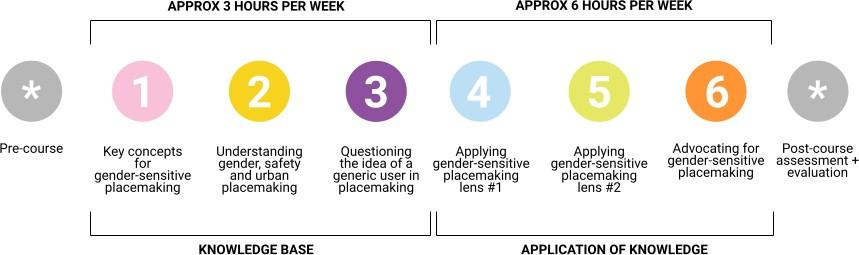 APPROX 3 HOURS PER WEEK
APPROX 6 HOURS PER WEEK
*
1
2
3
4
5
6
*
Pre-course
Key concepts
for
gender-sensitive
placemaking
Understanding
gender, safety
and urban
placemaking
Questioning
the idea of a
generic user in
placemaking
Applying
gender-sensitive
placemaking
lens #1
Applying
gender-sensitive
placemaking
lens #2
Advocating for
gender-sensitive
placemaking
Post-course
assessment +
evaluation
KNOWLEDGE BASE
APPLICATION OF KNOWLEDGE